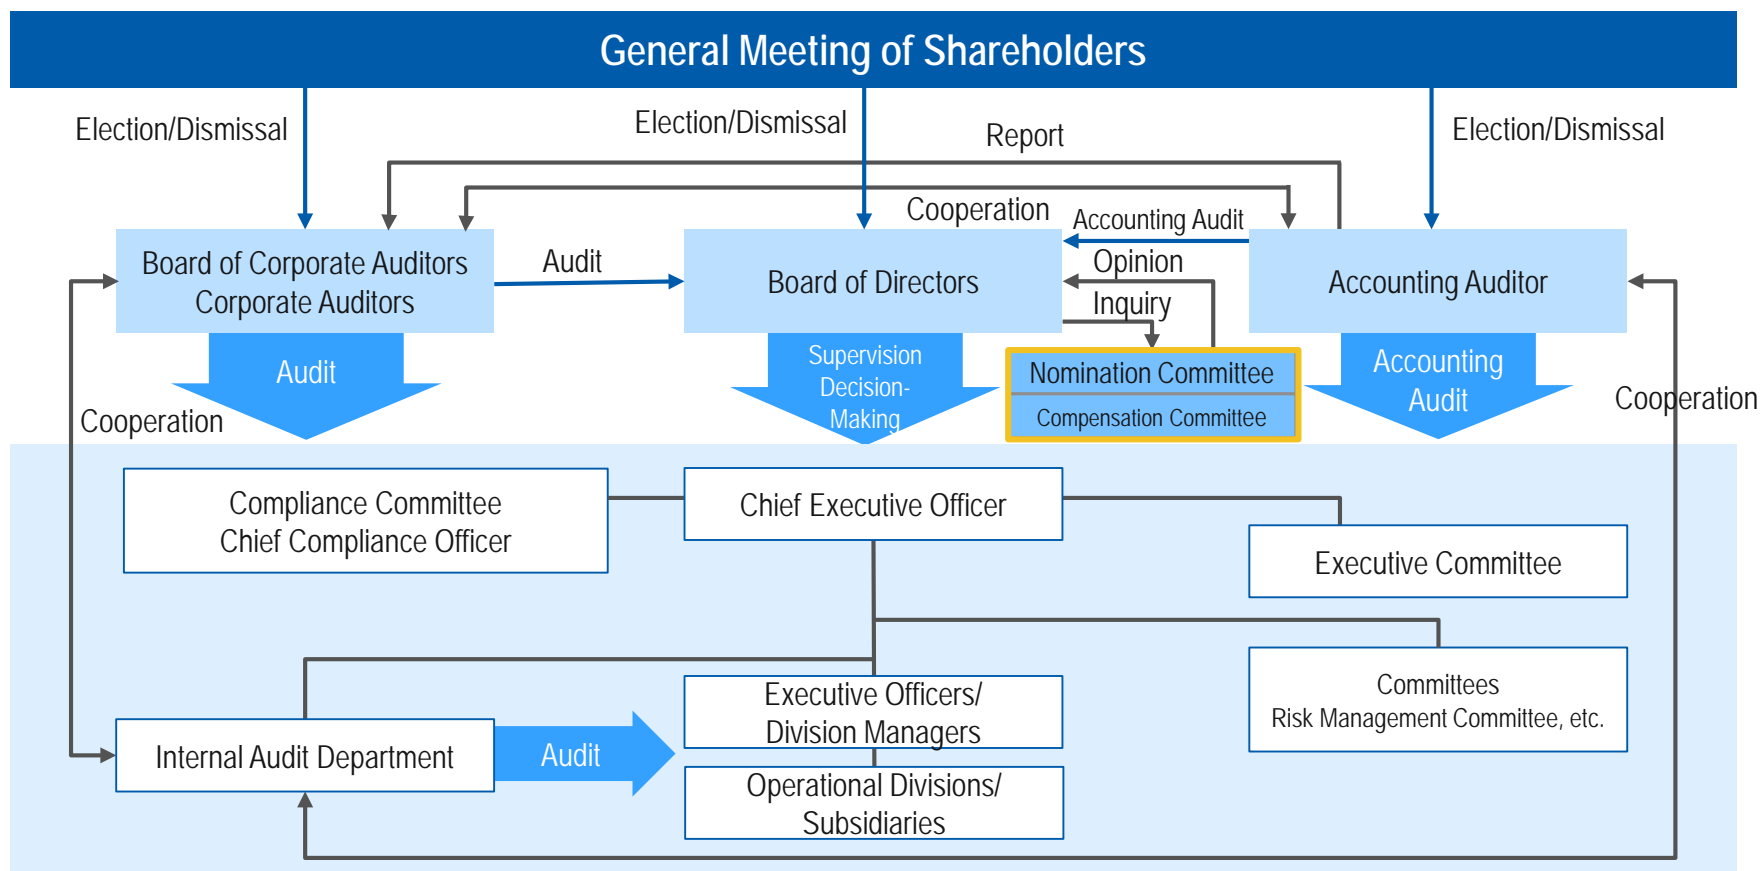 General Meeting of Shareholders
Election/Dismissal
Election/Dismissal
Election/Dismissal
Report
Cooperation
Accounting Audit
Board of Corporate Auditors
Corporate Auditors
Audit
Board of Directors
Opinion
Inquiry
Accounting Auditor
Audit
Supervision
Decision-
Making
Nomination Committee
Compensation Committee
Accounting
Audit
Cooperation
Cooperation
Compliance Committee
Chief Compliance Officer
Chief Executive Officer
Executive Committee
Executive Officers/
Division Managers
Committees
Risk Management Committee, etc.
Internal Audit Department
Audit
Operational Divisions/
Subsidiaries